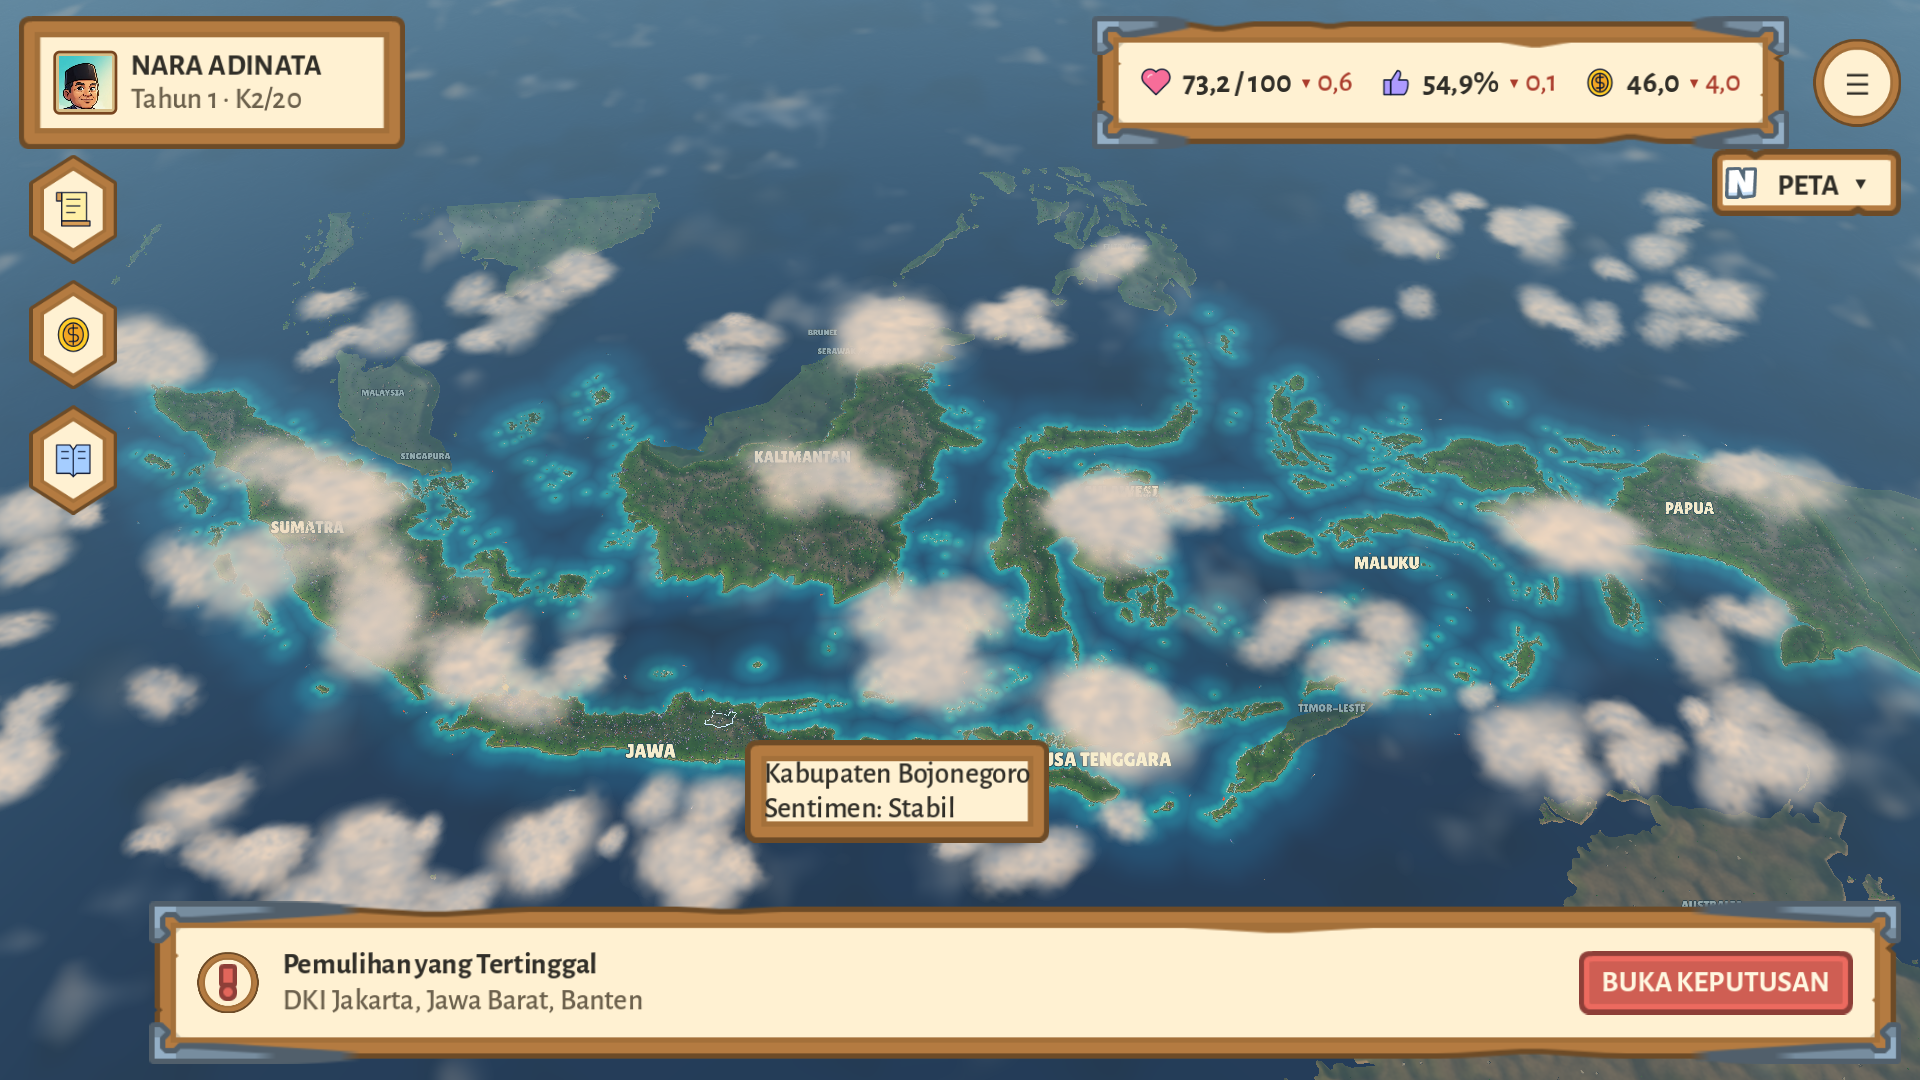 NARA ADINATA
Tahun 1 · K2/20
73,2/100 ▼ 0,6
54,9% ▼ 0,1
46,0 ▼ 4,0
N PETA ▼
BRUNEI
MALAYSIA
SINGAPURA
KALIMANTAN
SUMATRA
PAPUA
MALUKU
TIMOR-LESTE
JAWA
Kabupaten Bojonegoro
Sentimen: Stabil
Pemulihan yang Tertinggal
DKI Jakarta, Jawa Barat, Banten
BUKA KEPUTUSAN